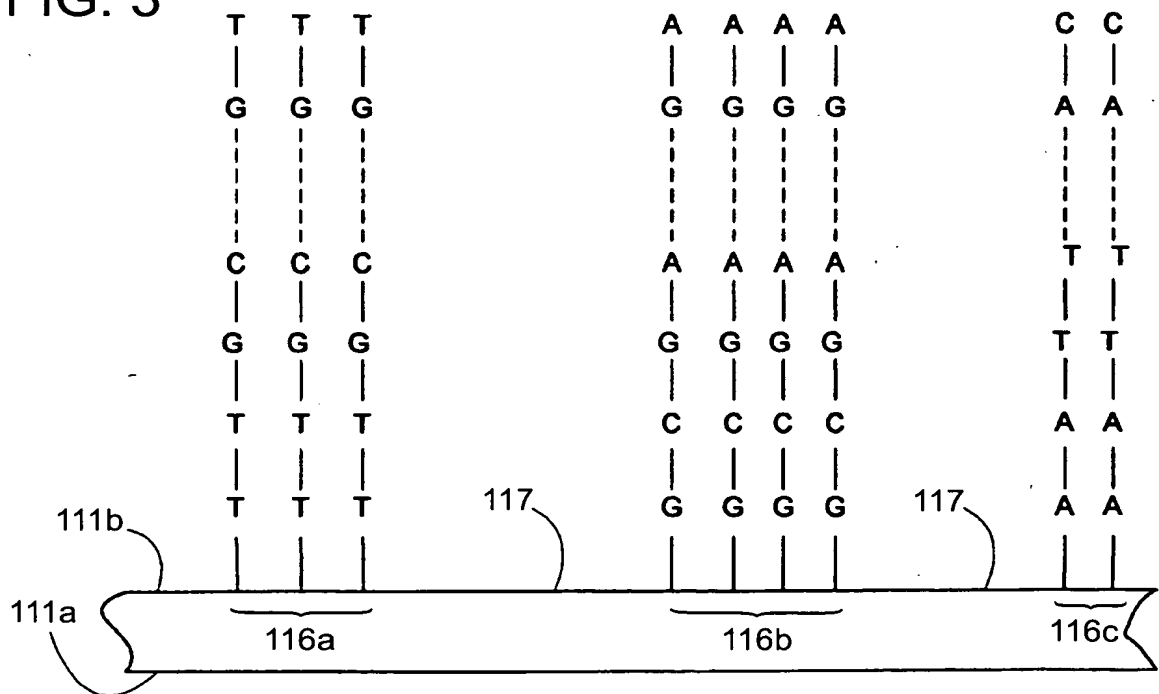 FIG. 3
T T T A A A A C C
G G G G G G G A A
C C C A A A A T T
G G G G G G G T T
T T T C C C C A A
T T T G G G G A A
111b 117 117
111a 116a 116b 116c